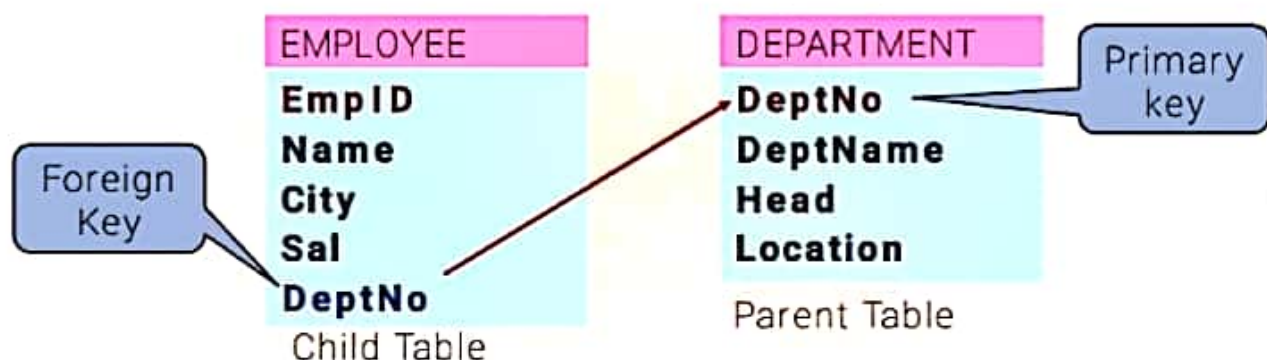 EMPLOYEE
EmpID
Name
City
Sal
DeptNo
Child Table
Foreign
Key
DEPARTMENT
DeptNo
DeptName
Head
Location
Parent Table
Primary
key